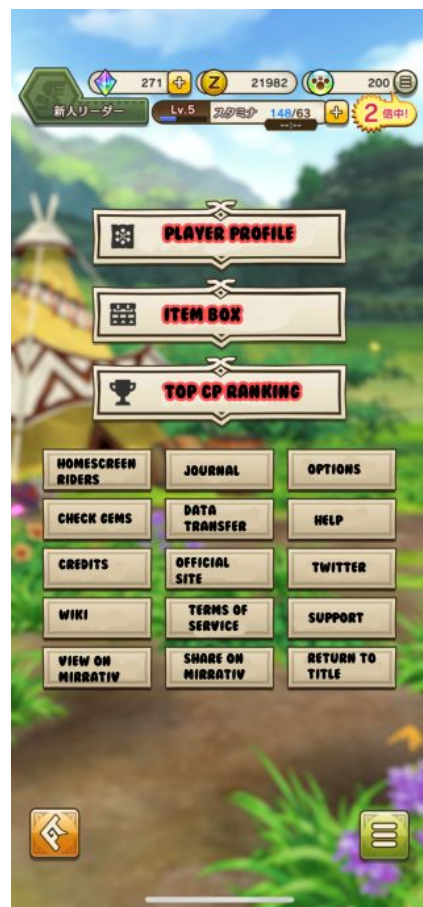 271
Z
21982
200
新人リーダー
Lv.5
スタミナ 148/63
--:--
2倍中!
PLAYER PROFILE
ITEM BOX
TOP CP RANKING
HOMESCREEN
RIDERS
JOURNAL
OPTIONS
CHECK GEMS
DATA
TRANSFER
HELP
CREDITS
OFFICIAL
SITE
TWITTER
WIKI
TERMS OF
SERVICE
SUPPORT
VIEW ON
MIRRATIV
SHARE ON
MIRRATIV
RETURN TO
TITLE